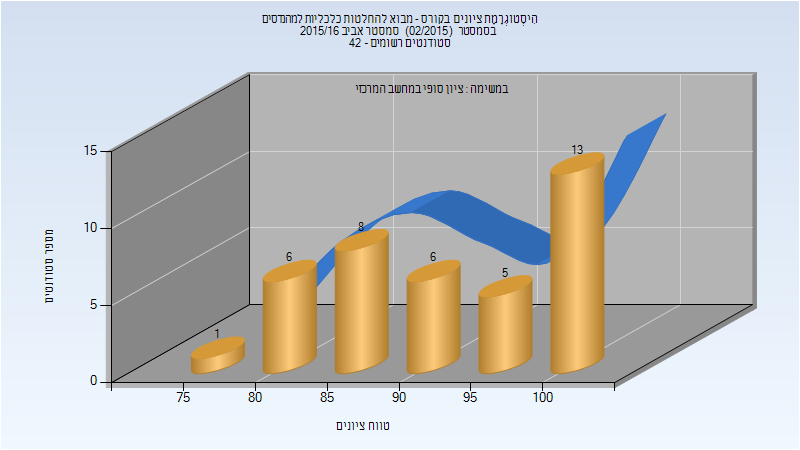 הִיסְטוֹגְרָמַת ציונים בקורס - מבוא להחלטות כלכליות למהנדסים
בסמסטר (02/2015) סמסטר אביב 2015/16
סטודנטים רשומים - 42
במשימה : ציון סופי במחשב המרכזי
מספר סטודנטים
15
10
5
0
1
6
8
6
5
13
75
80
85
90
95
100
טווח ציונים